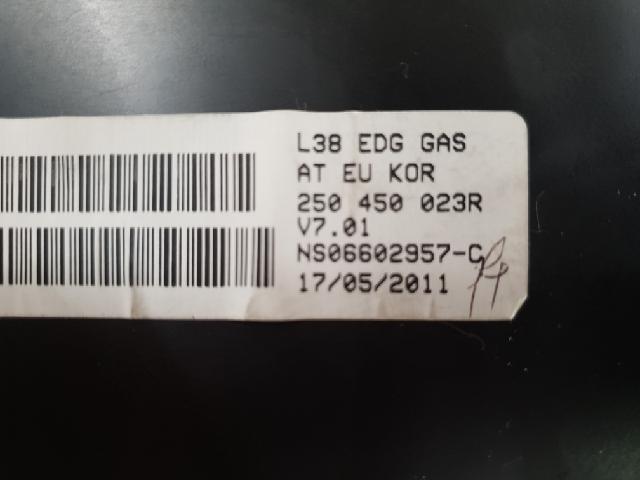 L38 EDG GAS
AT EU KOR
250 450 023R
V7.01
NS06602957-C
17/05/2011